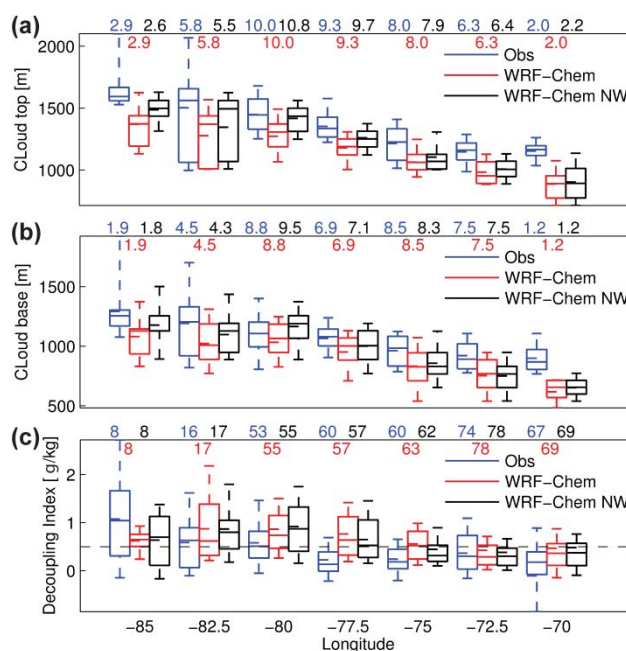 (a)
2.9 2.6 5.8 5.5 10.0 10.8 9.3 9.7 8.0 7.9 6.3 6.4 2.0 2.2
2.9 5.8 10.0 9.3 8.0 6.3 2.0
CLoud top [m]
2000
1500
1000
Obs
WRF-Chem
WRF-Chem NW
(b)
1.9 1.8 4.5 4.3 8.8 9.5 6.9 7.1 8.5 8.3 7.5 7.5 1.2 1.2
1.9 4.5 8.8 6.9 8.5 7.5 1.2
CLoud base [m]
1500
1000
500
Obs
WRF-Chem
WRF-Chem NW
(c)
8 8 16 17 53 55 60 57 60 62 74 78 67 69
8 17 55 57 63 78 69
Decoupling Index [ g/kg]
2
1
0
Obs
WRF-Chem
WRF-Chem NW
-85 -82.5 -80 -77.5 -75 -72.5 -70
Longitude